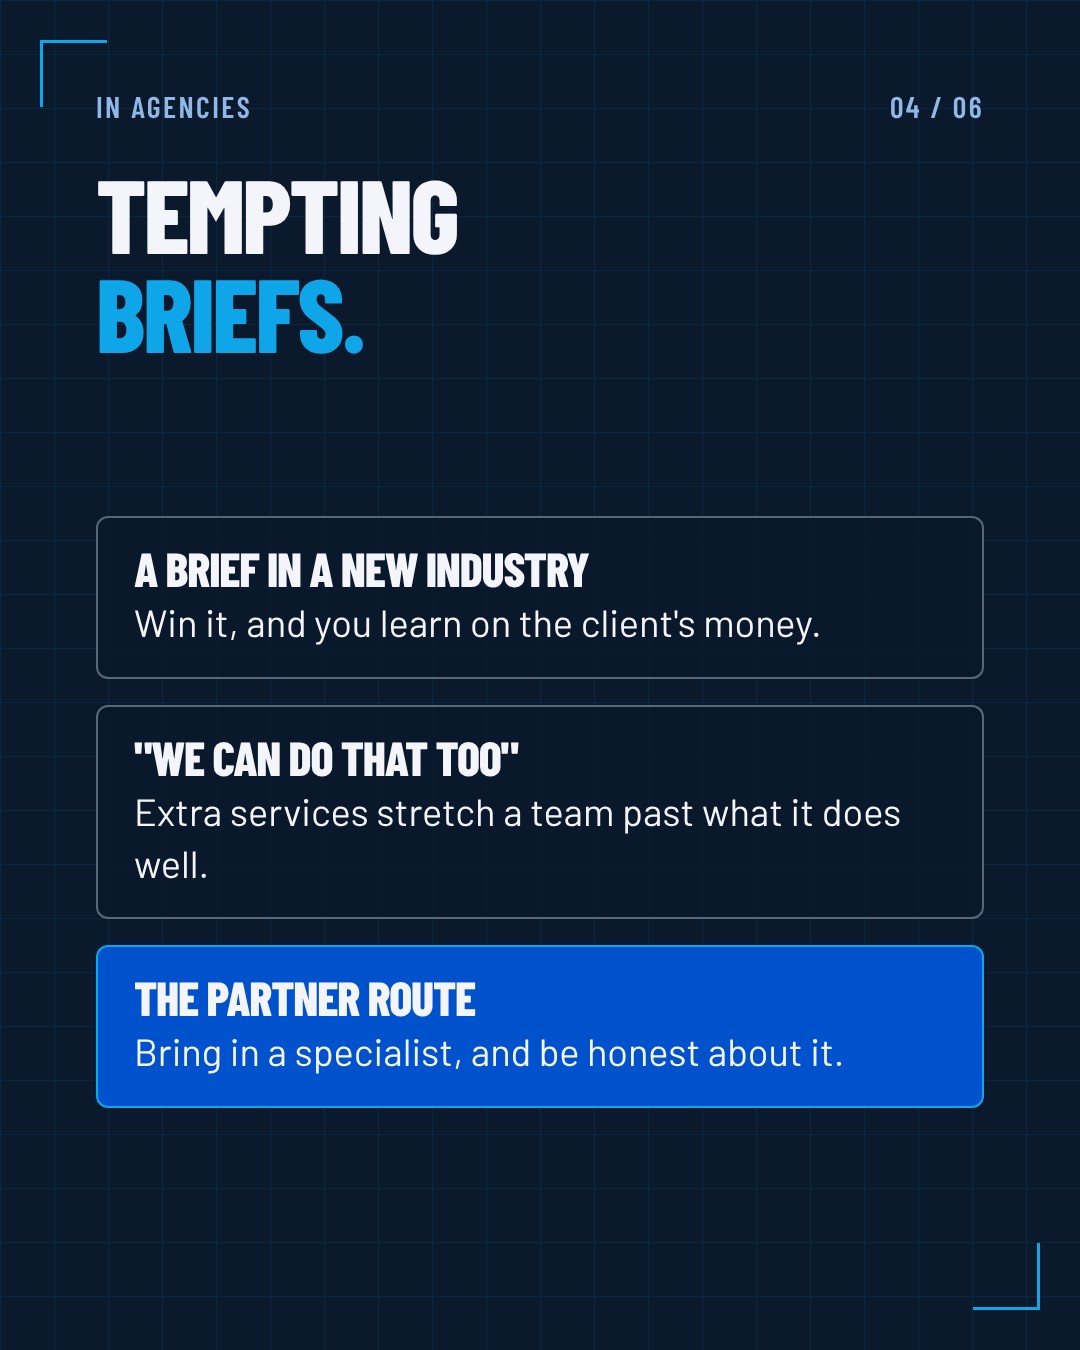 IN AGENCIES
04 / 06
TEMPTING
BRIEFS.
A BRIEF IN A NEW INDUSTRY
Win it, and you learn on the client's money.
"WE CAN DO THAT TOO"
Extra services stretch a team past what it does
well.
THE PARTNER ROUTE
Bring in a specialist, and be honest about it.